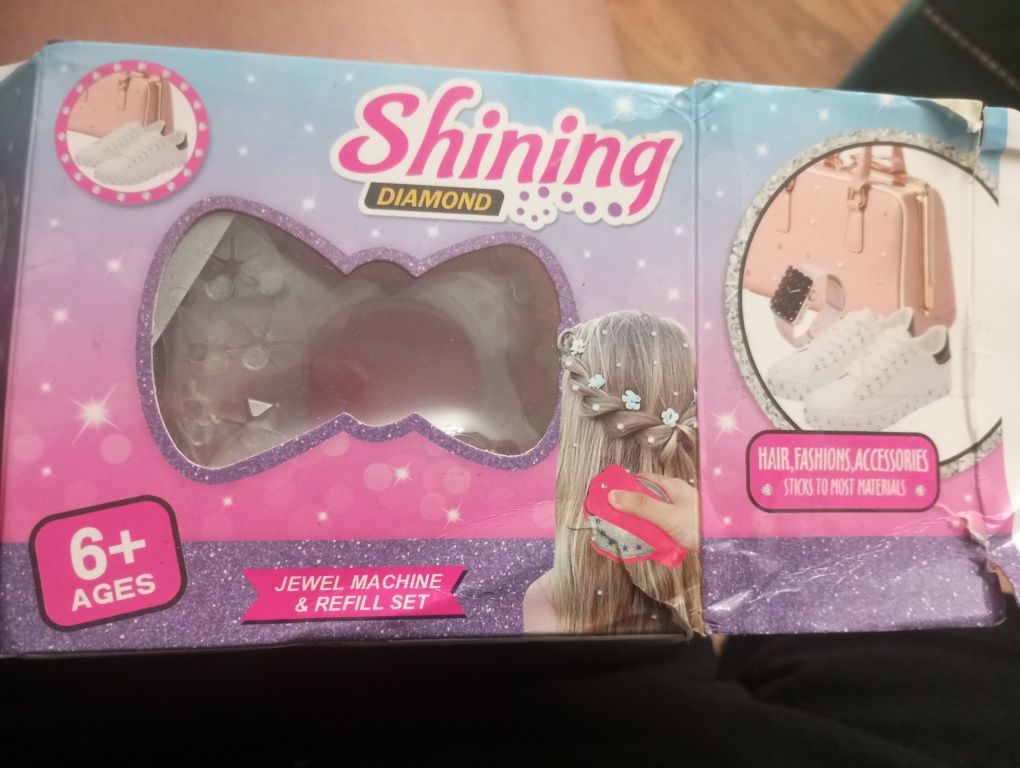 Shining
DIAMOND
HAIR,FASHIONS,ACCESSORIES
STICKS TO MOST MATERIALS
6+
AGES
JEWEL MACHINE
& REFILL SET